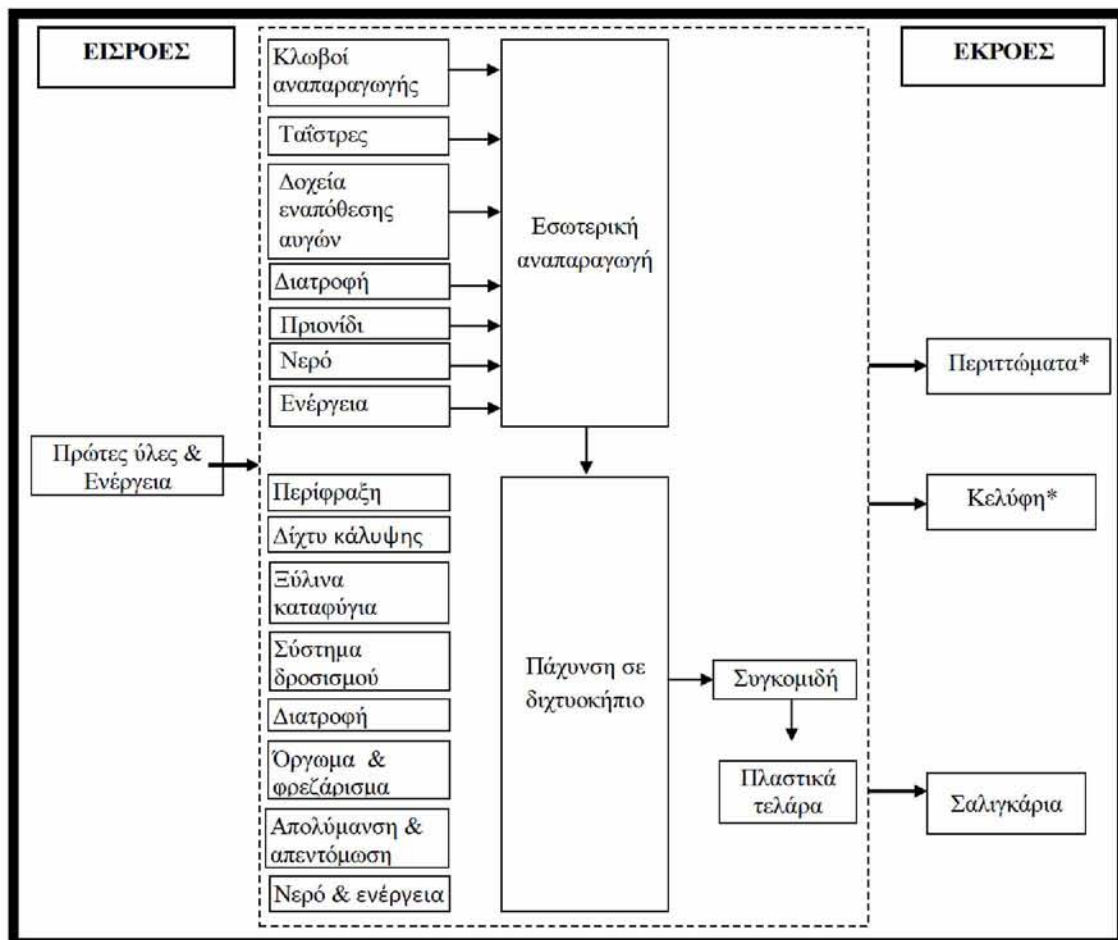 ΕΙΣΡΟΕΣ
ΕΚΡΟΕΣ
Κλωβοί
αναπαραγωγής
Ταΐστρες
Δοχεία
εναπόθεσης
αυγών
Διατροφή
Πριονίδι
Νερό
Ενέργεια
Εσωτερική
αναπαραγωγή
Πρώτες ύλες &
Ενέργεια
Περίφραξη
Δίχτυ κάλυψης
Ξύλινα
καταφύγια
Σύστημα
δροσισμού
Διατροφή
Όργωμα &
φρεζάρισμα
Απολύμανση &
απεντόμωση
Νερό & ενέργεια
Πάχυνση σε
διχτυοκήπιο
Συγκομιδή
Πλαστικά
τελάρα
Περιττώματα*
Κελύφη*
Σαλιγκάρια